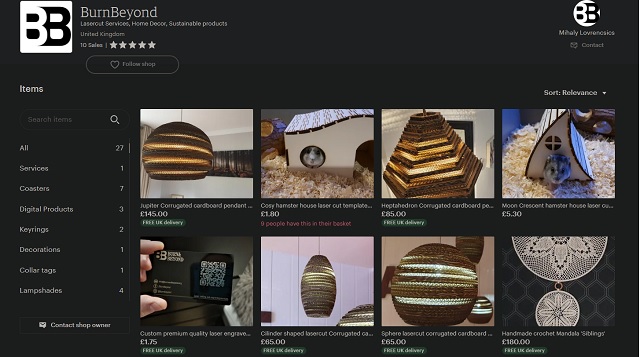 BB
BurnBeyond
Lasercut Services, Home Decor, Sustainable products
United Kingdom
10 Sales |
Follow shop
BB
Mihaly Lovrencsics
Contact
Items
Sort: Relevance
Search items
All 27
Services 1
Coasters 7
Digital Products 3
Keyrings 2
Decorations 1
Collar tags 1
Lampshades 4
Contact shop owner
Jupiter Corrugated cardboard pendant ...
£145.00
FREE UK delivery
Cosy hamster house laser cut template...
£1.80
9 people have this in their basket
Heptahedron Corrugated cardboard pe...
£85.00
FREE UK delivery
Moon Crescent hamster house laser cu...
£5.30
BB BURN BEYOND
Custom premium quality laser engrave...
£1.75
FREE UK delivery
Cilinder shaped lasercut Corrugated ca...
£65.00
FREE UK delivery
Sphere lasercut corrugated cardboard ...
£65.00
FREE UK delivery
Handmade crochet Mandala 'Siblings'
£180.00
FREE UK delivery